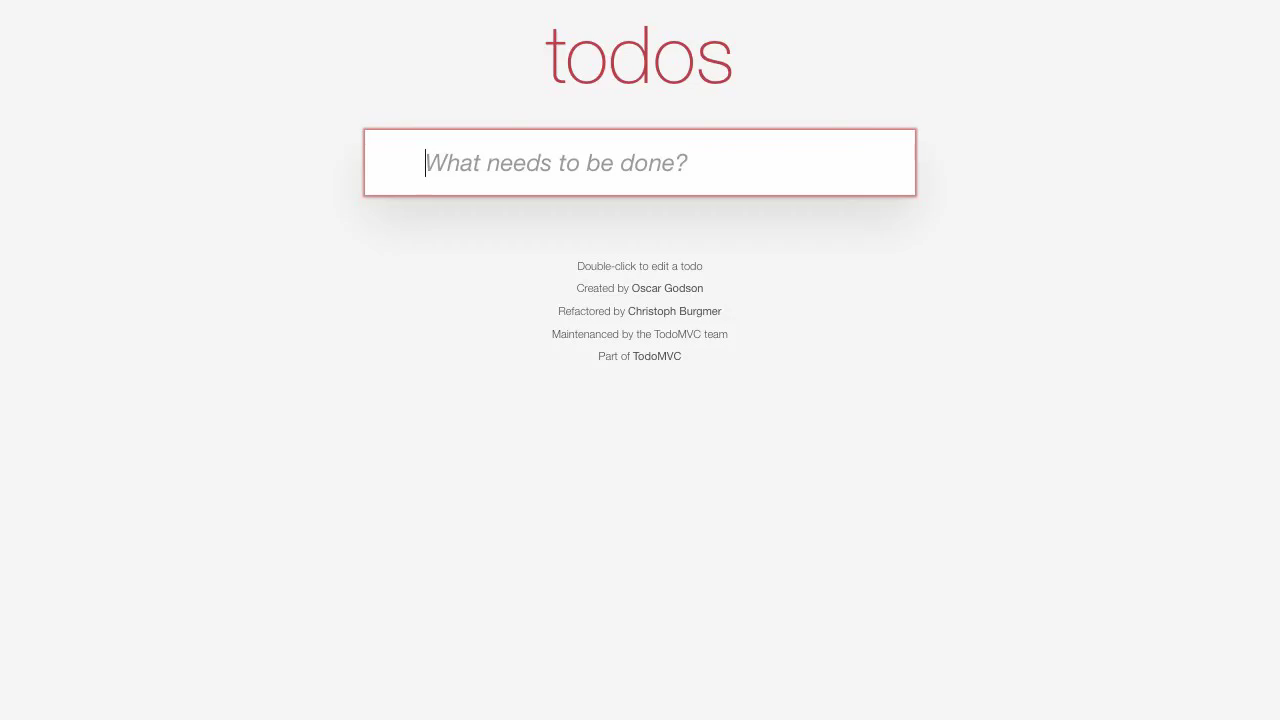 todos
What needs to be done?
Double-click to edit a todo
Created by Oscar Godson
Refactored by Christoph Burgmer
Maintenanced by the TodoMVC team
Part of TodoMVC